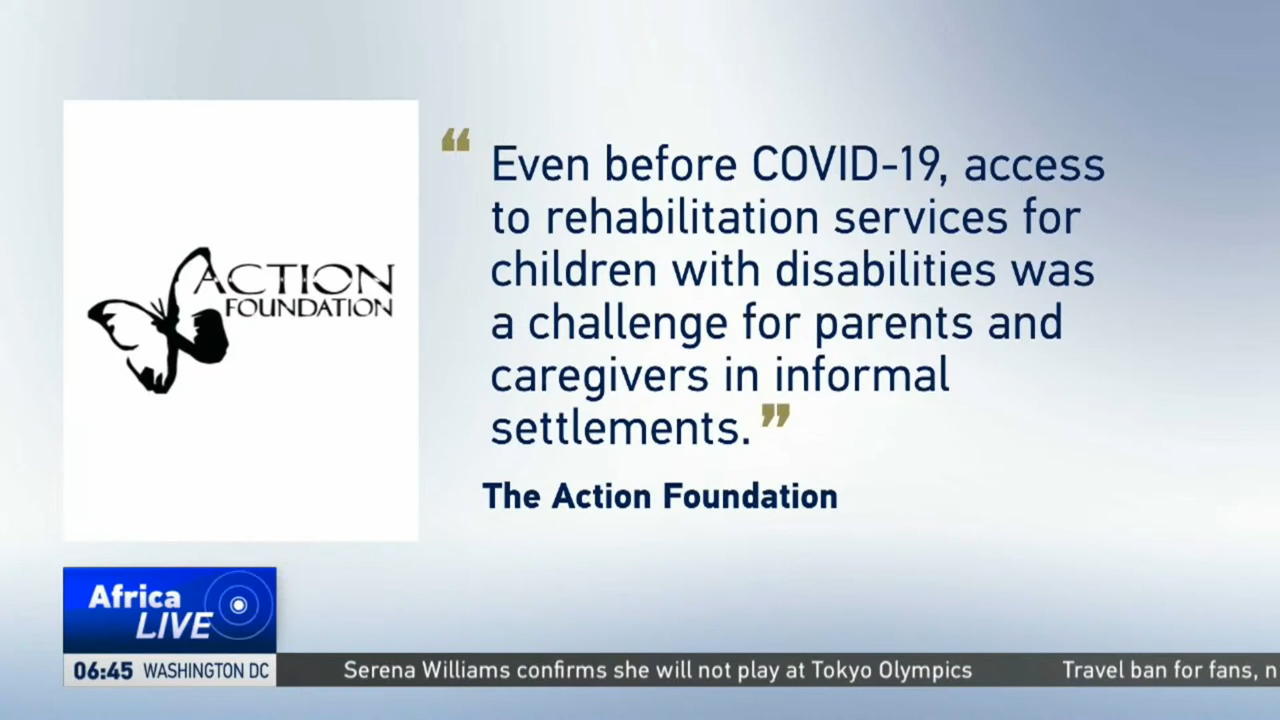 ACTION
FOUNDATION
❝ Even before COVID-19, access
to rehabilitation services for
children with disabilities was
a challenge for parents and
caregivers in informal
settlements. ❞
The Action Foundation
Africa
LIVE
06:45 WASHINGTON DC
Serena Williams confirms she will not play at Tokyo Olympics
Travel ban for fans, n